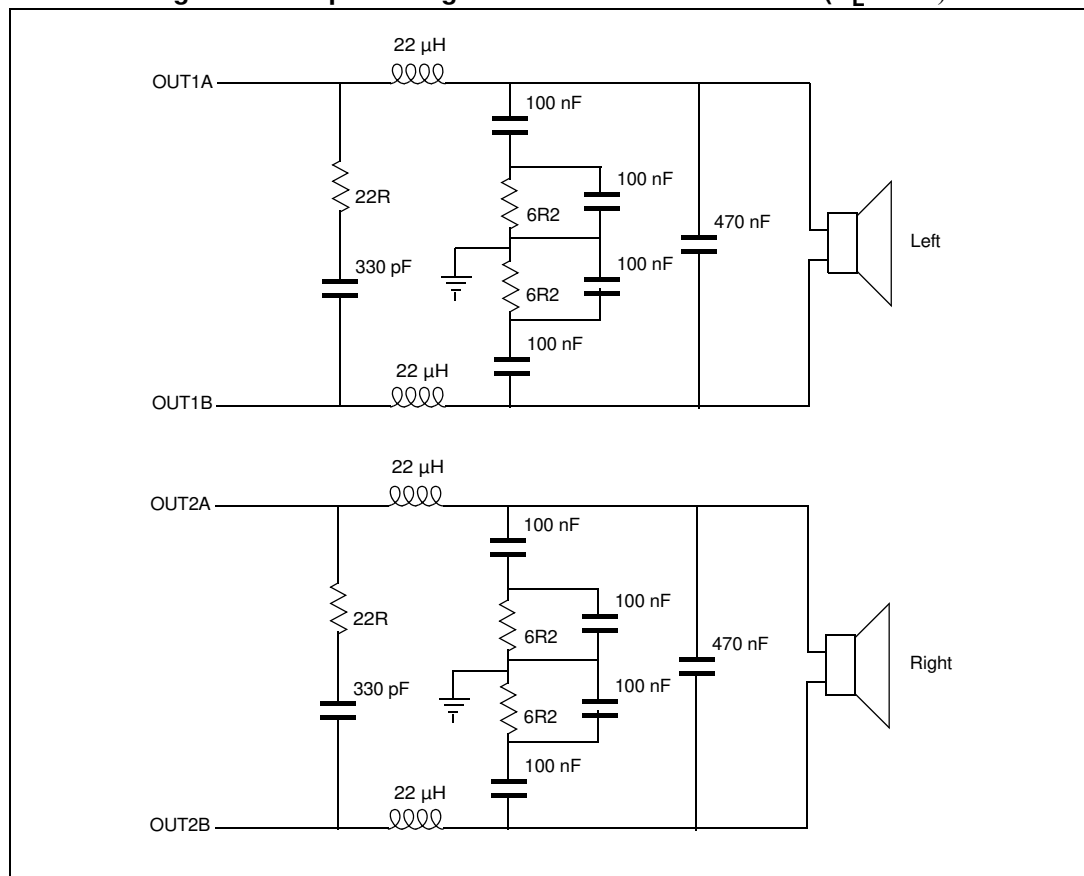 22 µH
OUT1A
100 nF
100 nF
22R
6R2
470 nF
Left
330 pF
100 nF
6R2
100 nF
22 µH
OUT1B
22 µH
OUT2A
100 nF
100 nF
22R
6R2
470 nF
Right
330 pF
100 nF
6R2
100 nF
22 µH
OUT2B